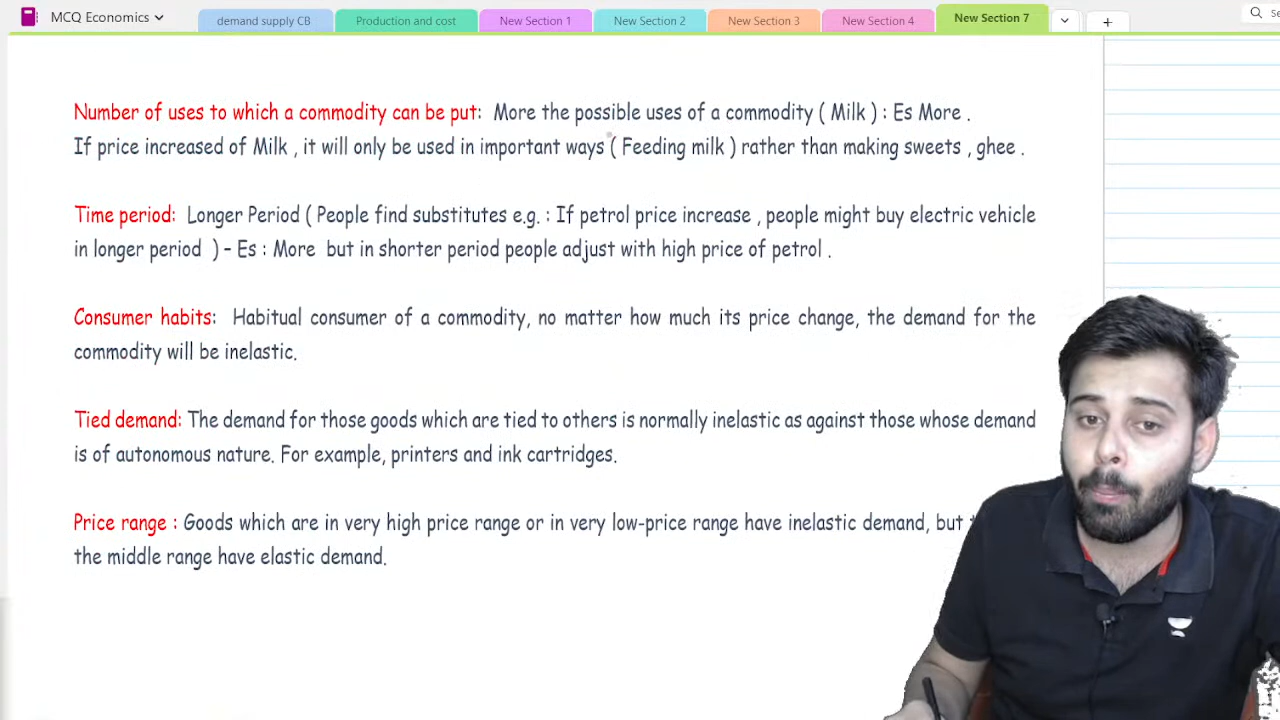 MCQ Economics
demand supply CB
Production and cost
New Section 1
New Section 2
New Section 3
New Section 4
New Section 7
Number of uses to which a commodity can be put: More the possible uses of a commodity ( Milk ) : Es More .
If price increased of Milk , it will only be used in important ways ( Feeding milk ) rather than making sweets , ghee .
Time period: Longer Period ( People find substitutes e.g. : If petrol price increase , people might buy electric vehicle
in longer period ) – Es : More but in shorter period people adjust with high price of petrol .
Consumer habits: Habitual consumer of a commodity, no matter how much its price change, the demand for the
commodity will be inelastic.
Tied demand: The demand for those goods which are tied to others is normally inelastic as against those whose demand
is of autonomous nature. For example, printers and ink cartridges.
Price range : Goods which are in very high price range or in very low-price range have inelastic demand, but
the middle range have elastic demand.